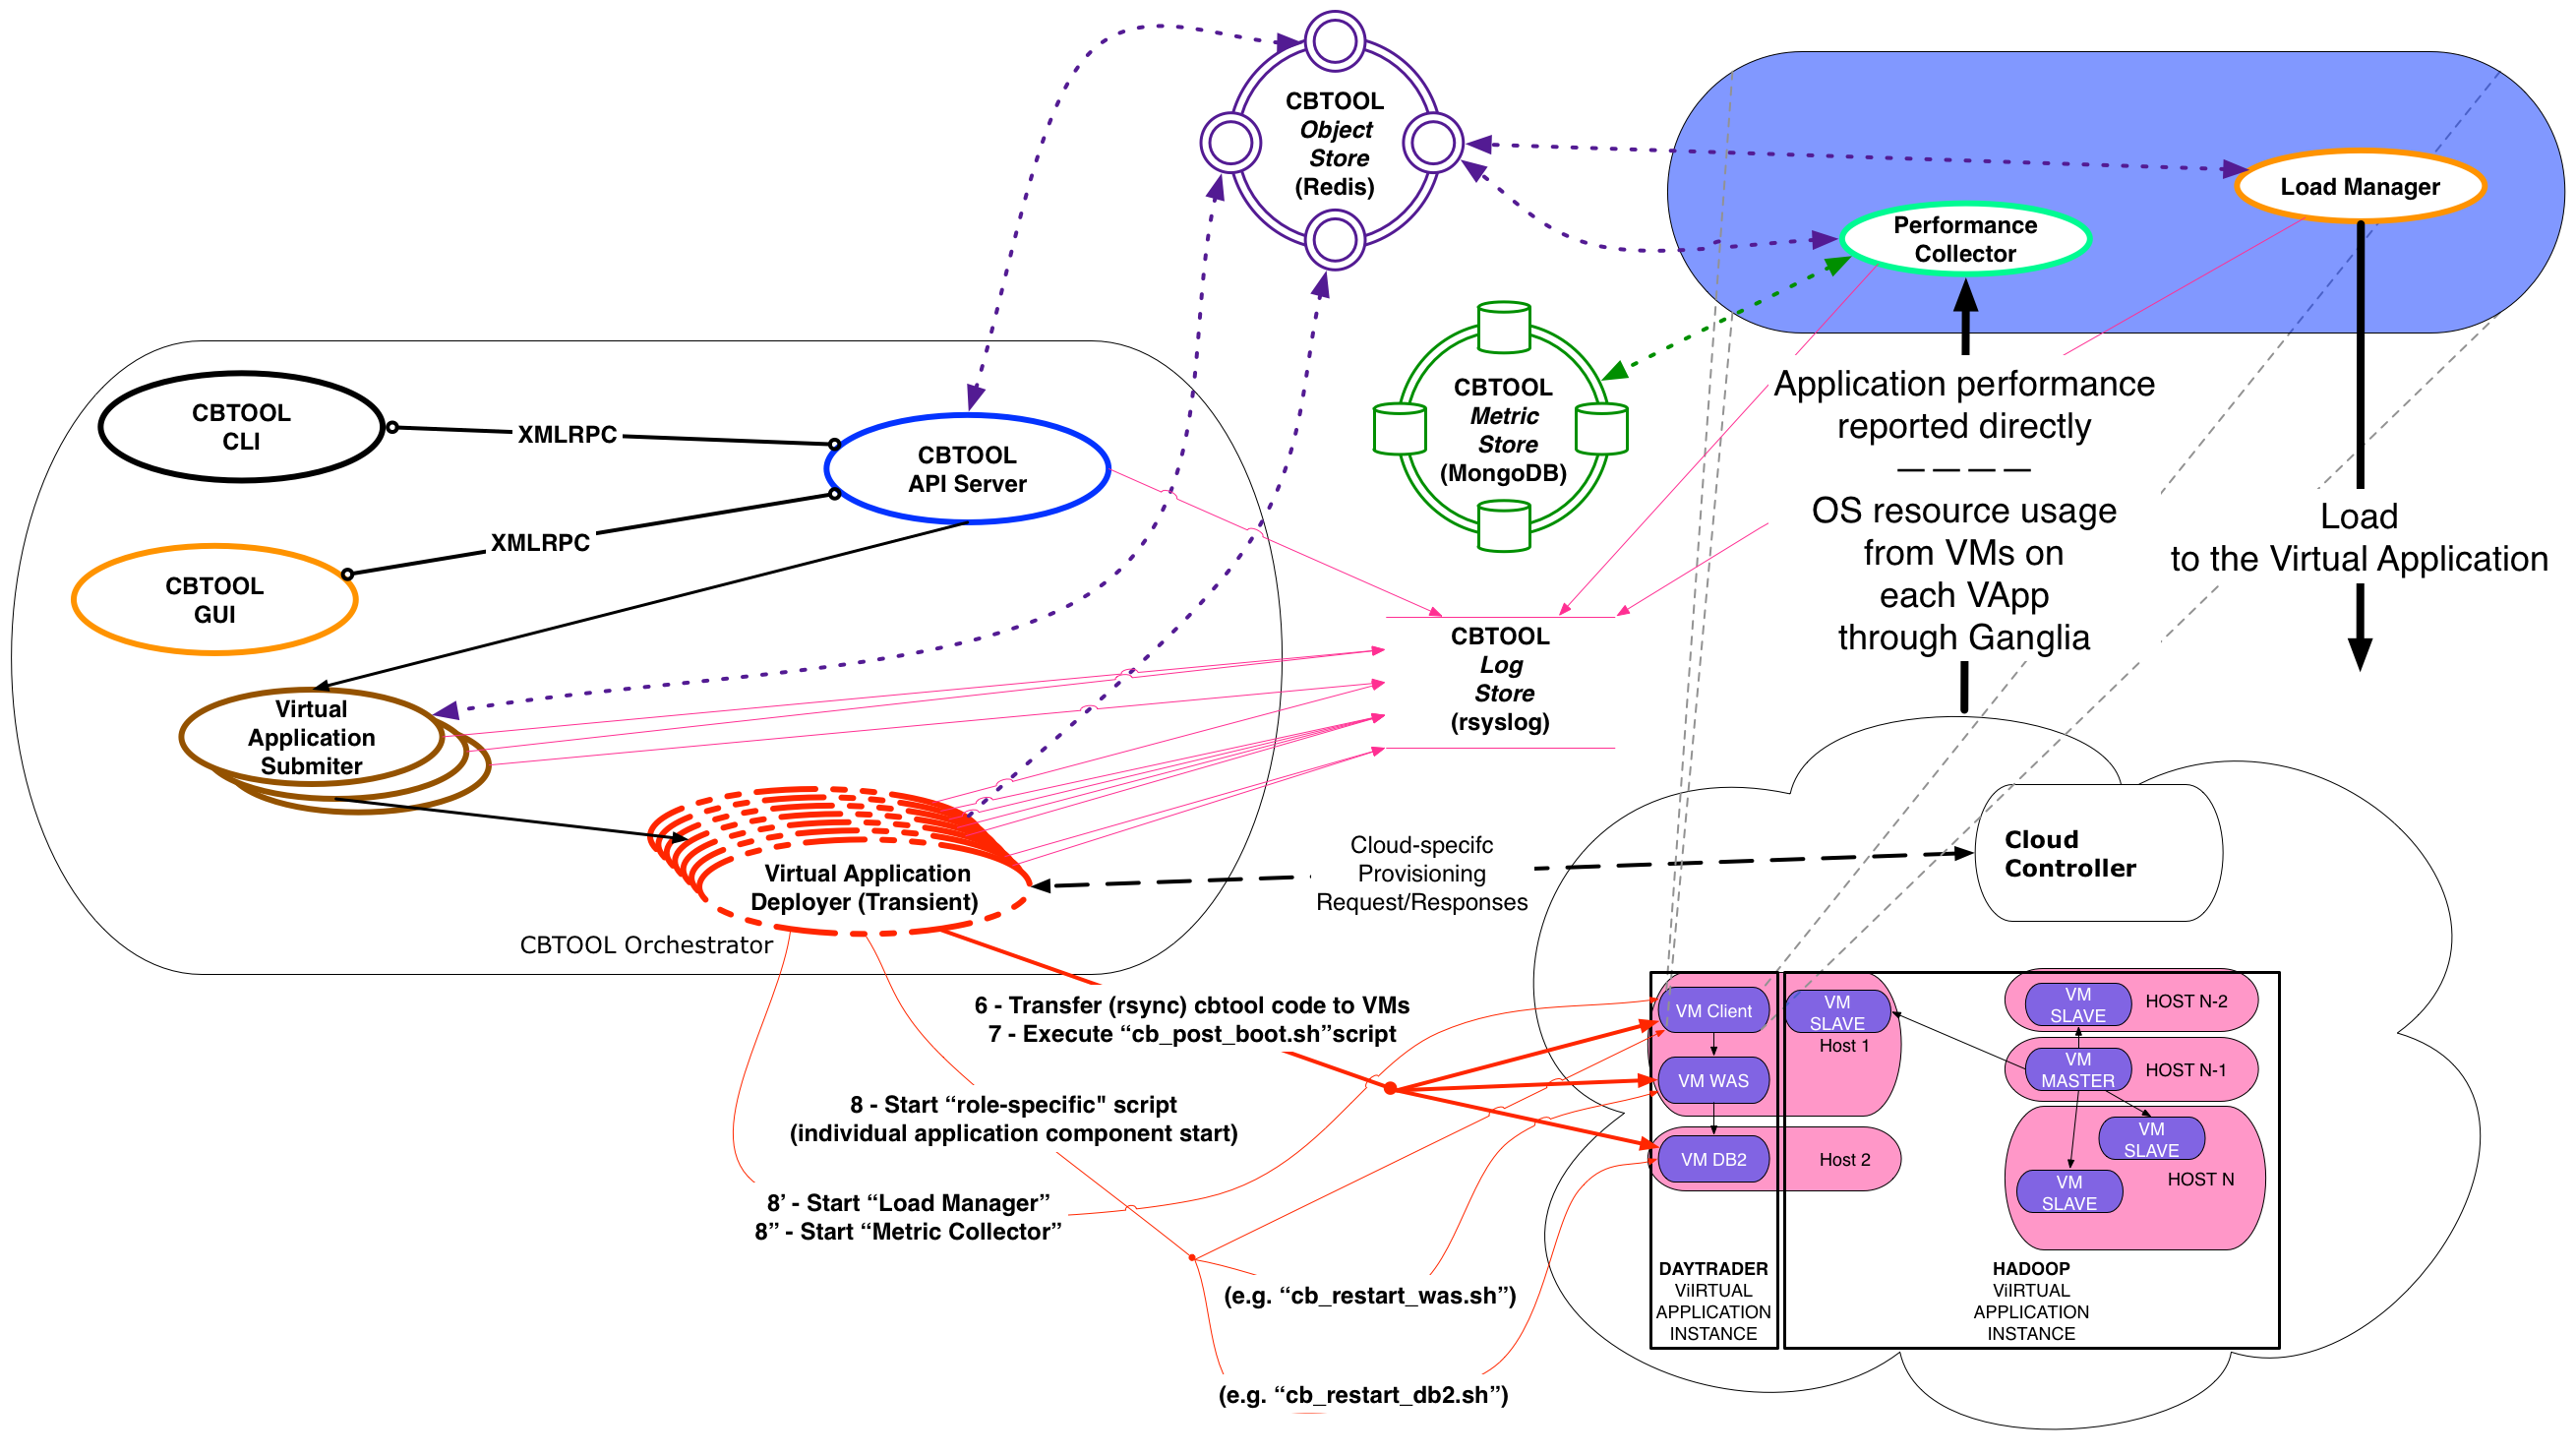 CBTOOL
Object
Store
(Redis)
Load Manager
Performance
Collector
CBTOOL
CLI
XMLRPC
CBTOOL
API Server
XMLRPC
CBTOOL
GUI
CBTOOL
Metric
Store
(MongoDB)
Application performance
reported directly
— — — —
OS resource usage
from VMs on
each VApp
through Ganglia
Load
to the Virtual Application
CBTOOL
Log
Store
(rsyslog)
Virtual
Application
Submiter
Virtual Application
Deployer (Transient)
CBTOOL Orchestrator
Cloud-specifc
Provisioning
Request/Responses
Cloud
Controller
6 - Transfer (rsync) cbtool code to VMs
7 - Execute “cb_post_boot.sh”script
8 - Start “role-specific" script
(individual application component start)
8’ - Start “Load Manager”
8” - Start “Metric Collector”
(e.g. “cb_restart_was.sh”)
(e.g. “cb_restart_db2.sh”)
VM Client
VM WAS
VM DB2
VM
SLAVE
Host 1
Host 2
VM
SLAVE
HOST N-2
VM
MASTER
HOST N-1
VM
SLAVE
VM
SLAVE
HOST N
DAYTRADER
ViIRTUAL
APPLICATION
INSTANCE
HADOOP
ViIRTUAL
APPLICATION
INSTANCE